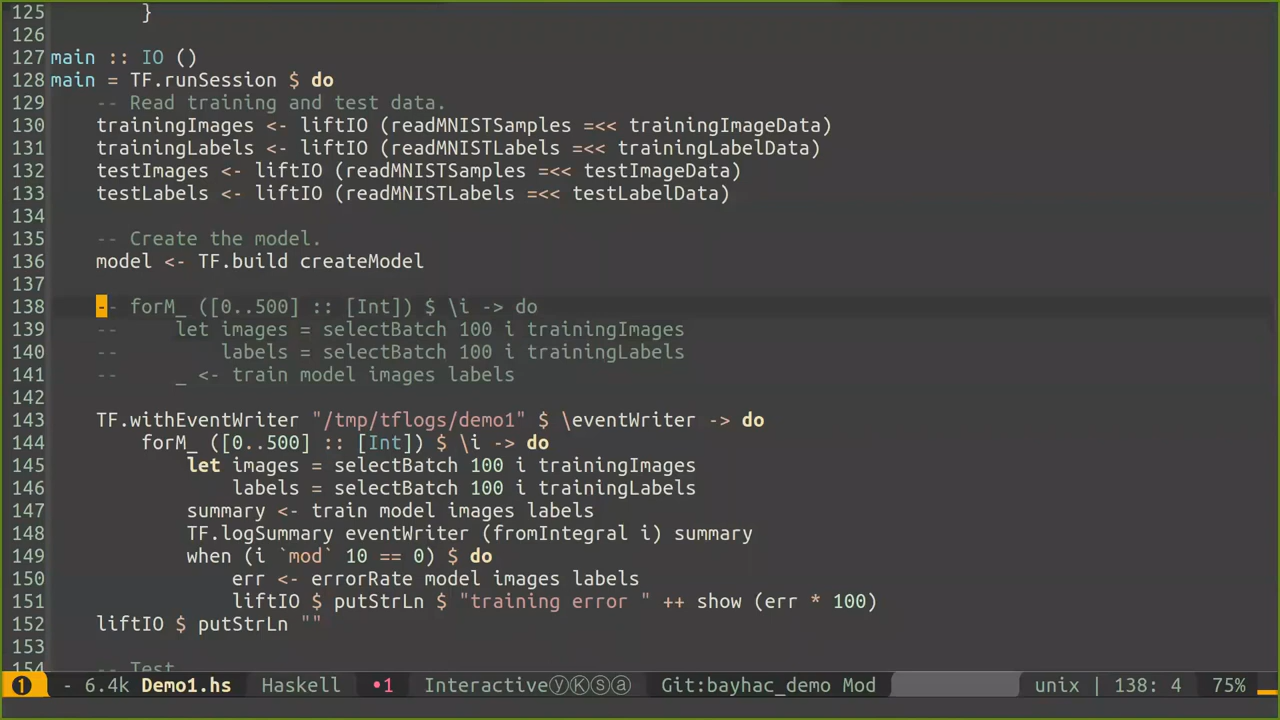 125         }
126
127 main :: IO ()
128 main = TF.runSession $ do
129     -- Read training and test data.
130     trainingImages <- liftIO (readMNISTSamples =<< trainingImageData)
131     trainingLabels <- liftIO (readMNISTLabels =<< trainingLabelData)
132     testImages <- liftIO (readMNISTSamples =<< testImageData)
133     testLabels <- liftIO (readMNISTLabels =<< testLabelData)
134
135     -- Create the model.
136     model <- TF.build createModel
137
138     -- forM_ ([0..500] :: [Int]) $ \i -> do
139     --     let images = selectBatch 100 i trainingImages
140     --         labels = selectBatch 100 i trainingLabels
141     --     _ <- train model images labels
142
143     TF.withEventWriter "/tmp/tflogs/demo1" $ \eventWriter -> do
144         forM_ ([0..500] :: [Int]) $ \i -> do
145             let images = selectBatch 100 i trainingImages
146                 labels = selectBatch 100 i trainingLabels
147             summary <- train model images labels
148             TF.logSummary eventWriter (fromIntegral i) summary
149             when (i `mod` 10 == 0) $ do
150                 err <- errorRate model images labels
151                 liftIO $ putStrLn $ "training error " ++ show (err * 100)
152     liftIO $ putStrLn ""
153
154     -- Test
① - 6.4k Demo1.hs Haskell •1 InteractiveⓨⓀⓢⓐ Git:bayhac_demo Mod unix | 138: 4 75%